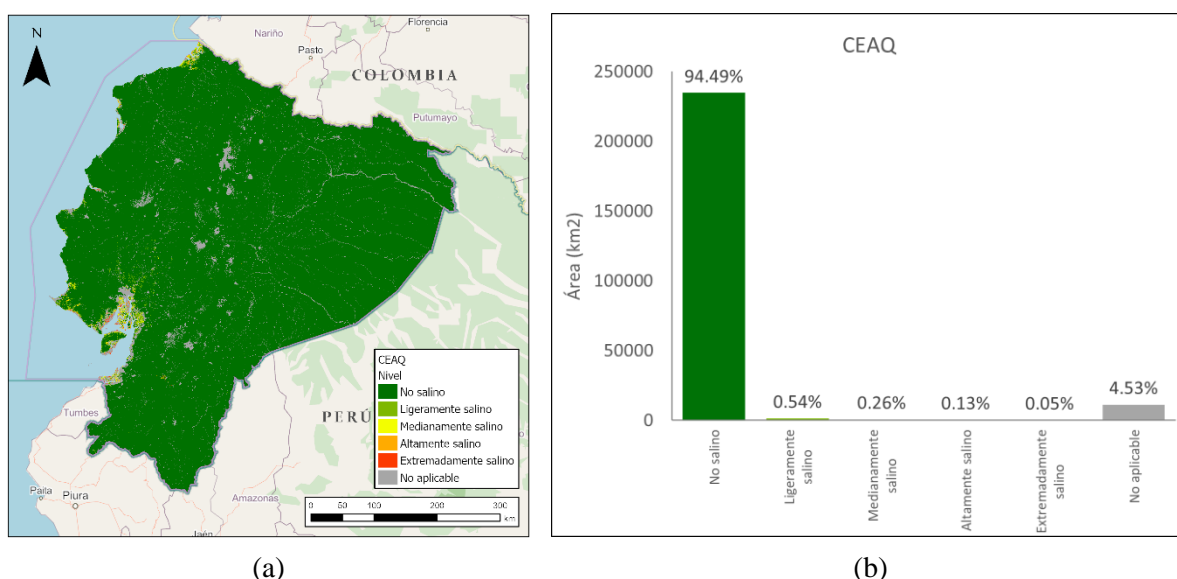 N
Nariño
Florencia
Pasto
COLOMBIA
Putumayo
CEAQ
Nivel
No salino
Ligeramente salino
Medianamente salino
Altamente salino
Extremadamente salino
No aplicable
PERÚ
Tumbes
Paita
Piura
Amazonas
Jaén
0 50 100 200 300
km
(a)
CEAQ
Área (km2)
250000
200000
150000
100000
50000
0
94.49%
0.54%
0.26%
0.13%
0.05%
4.53%
No salino
Ligeramente
salino
Medianamente
salino
Altamente salino
Extremadamente
salino
No aplicable
(b)